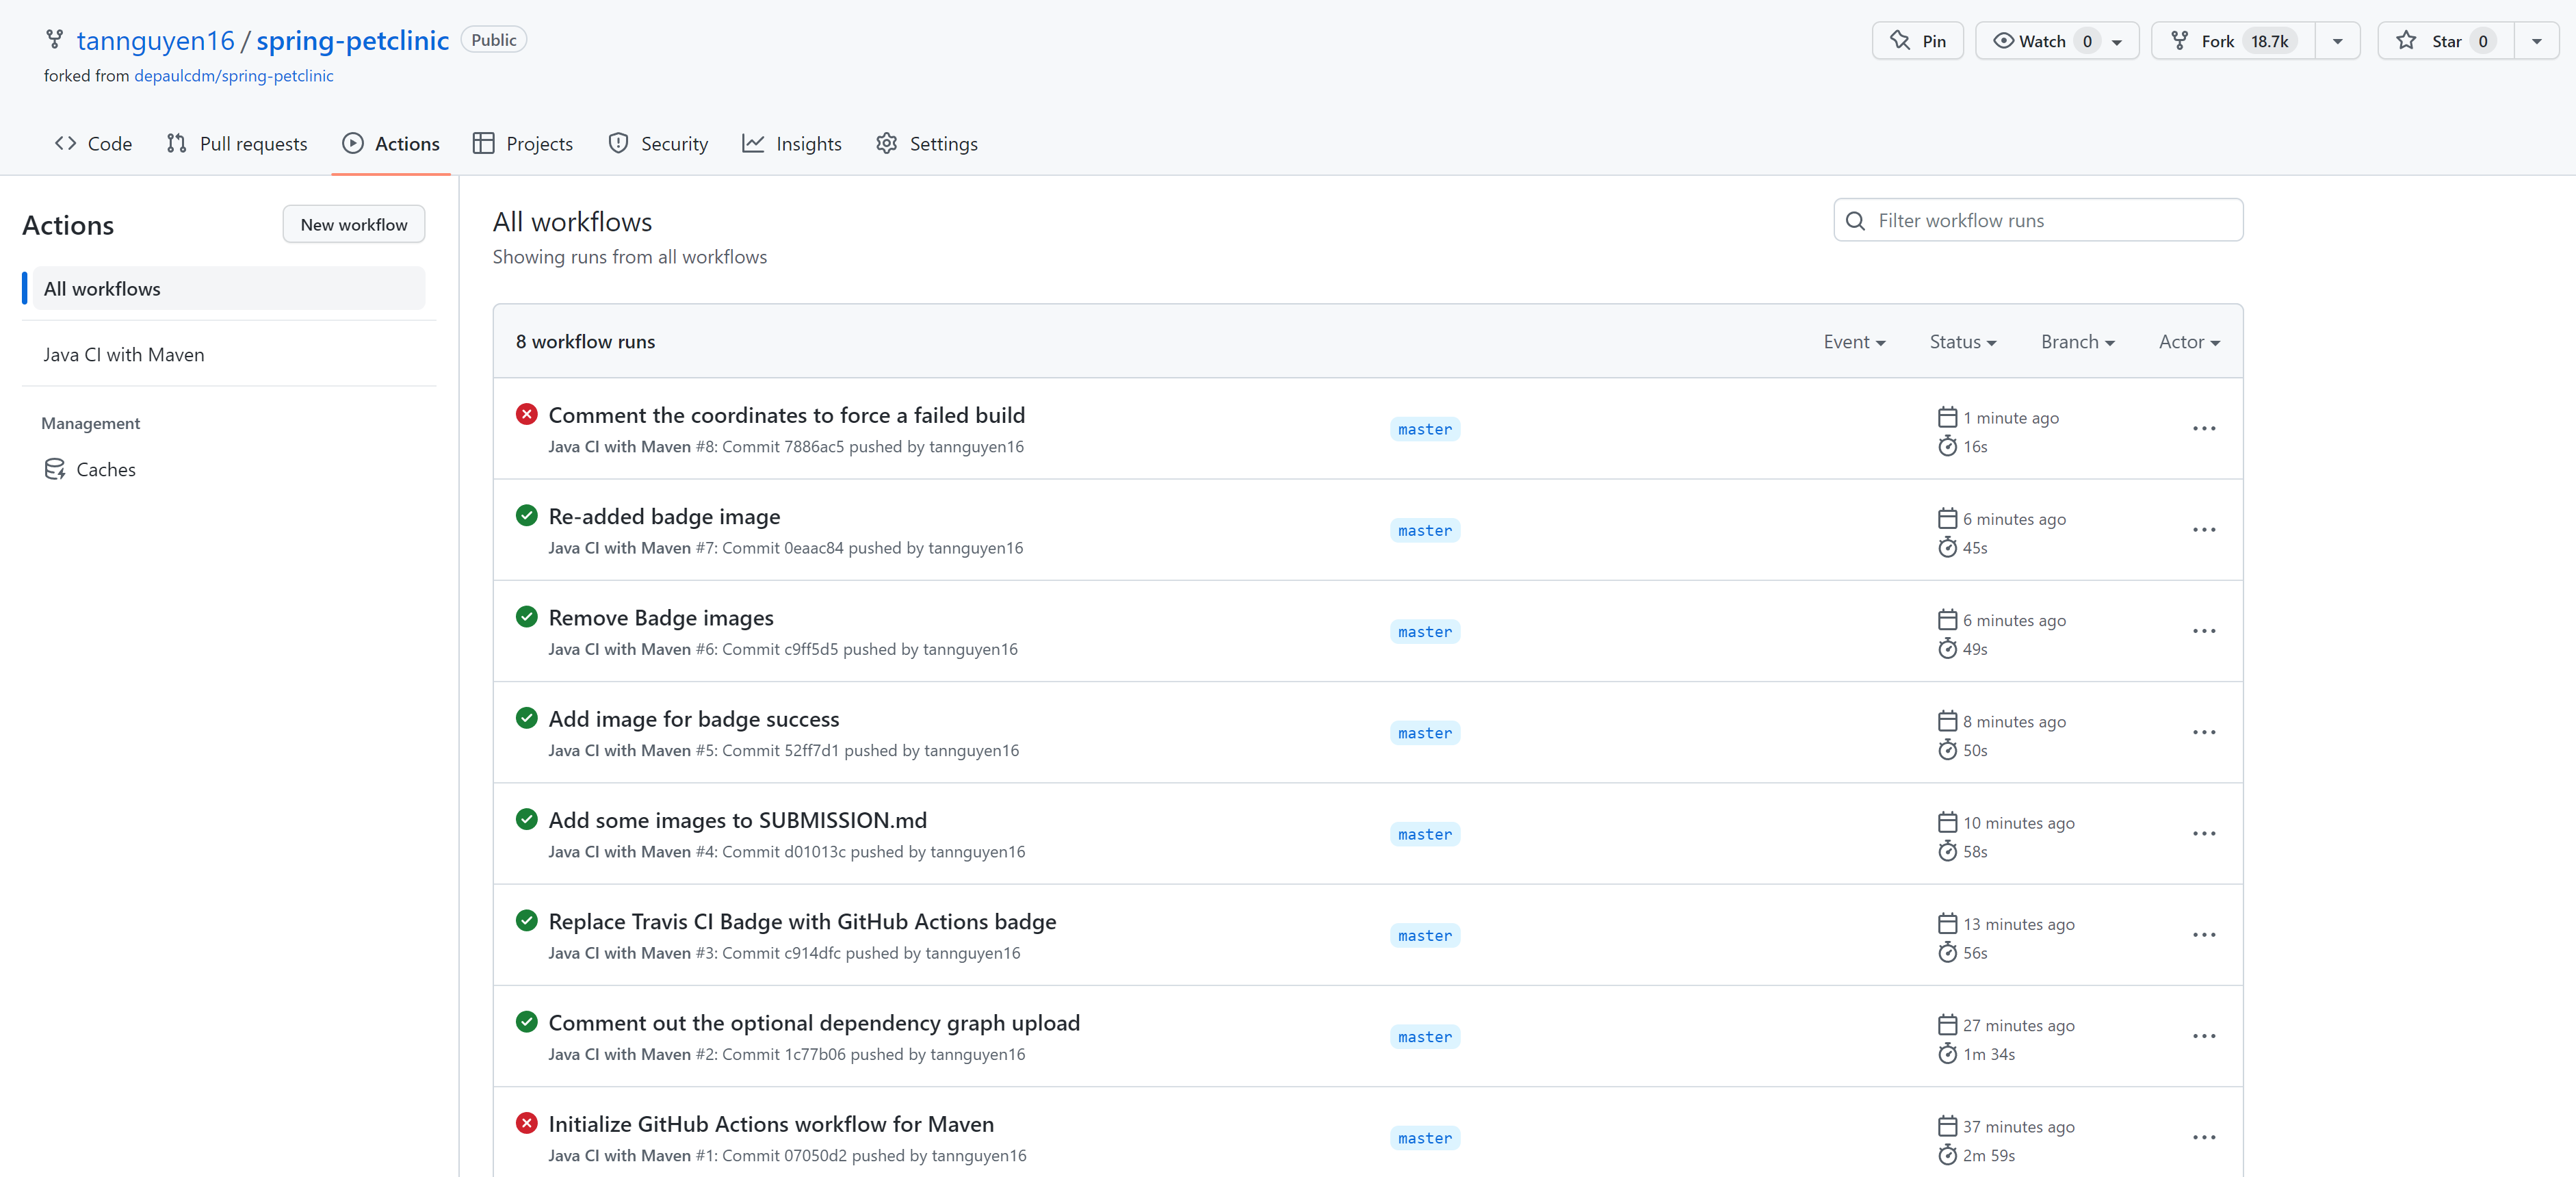 tannguyen16 / spring-petclinic Public
forked from depaulcdm/spring-petclinic
Pin
Watch 0
Fork 18.7k
Star 0
Code
Pull requests
Actions
Projects
Security
Insights
Settings
Actions
New workflow
All workflows
Java CI with Maven
Management
Caches
All workflows
Showing runs from all workflows
Filter workflow runs
8 workflow runs
Event
Status
Branch
Actor
Comment the coordinates to force a failed build
Java CI with Maven #8: Commit 7886ac5 pushed by tannguyen16
master
1 minute ago
16s
Re-added badge image
Java CI with Maven #7: Commit 0eaac84 pushed by tannguyen16
master
6 minutes ago
45s
Remove Badge images
Java CI with Maven #6: Commit c9ff5d5 pushed by tannguyen16
master
6 minutes ago
49s
Add image for badge success
Java CI with Maven #5: Commit 52ff7d1 pushed by tannguyen16
master
8 minutes ago
50s
Add some images to SUBMISSION.md
Java CI with Maven #4: Commit d01013c pushed by tannguyen16
master
10 minutes ago
58s
Replace Travis CI Badge with GitHub Actions badge
Java CI with Maven #3: Commit c914dfc pushed by tannguyen16
master
13 minutes ago
56s
Comment out the optional dependency graph upload
Java CI with Maven #2: Commit 1c77b06 pushed by tannguyen16
master
27 minutes ago
1m 34s
Initialize GitHub Actions workflow for Maven
Java CI with Maven #1: Commit 07050d2 pushed by tannguyen16
master
37 minutes ago
2m 59s